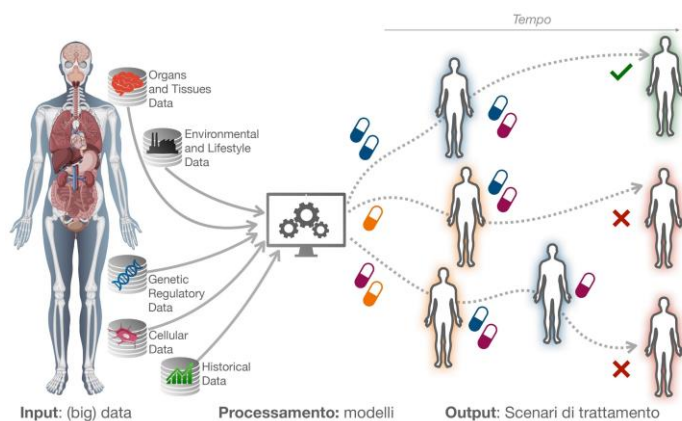 Tempo
Organs
and Tissues
Data
Environmental
and Lifestyle
Data
Genetic
Regulatory
Data
Cellular
Data
Historical
Data
Input: (big) data
Processamento: modelli
Output: Scenari di trattamento